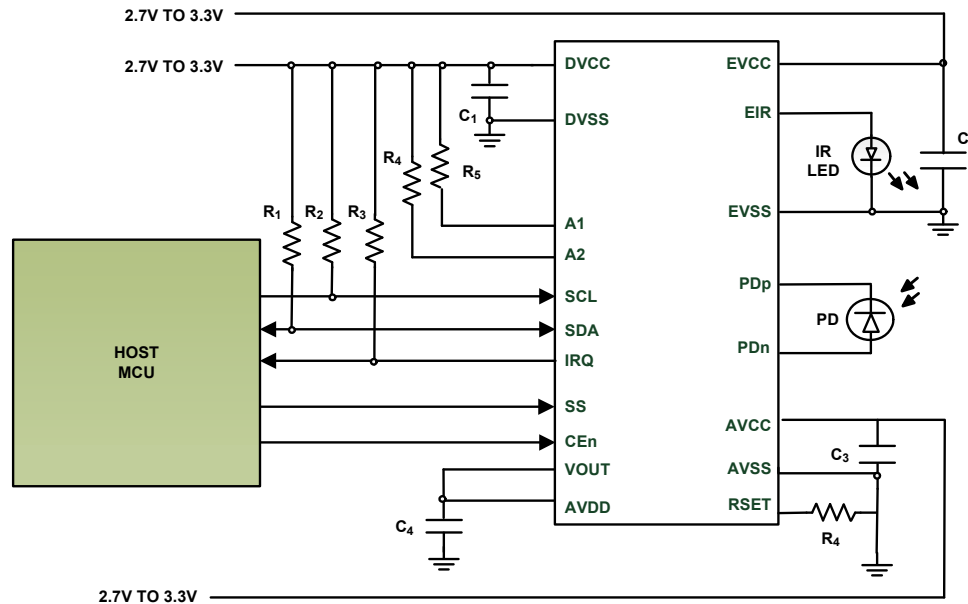 2.7V TO 3.3V
2.7V TO 3.3V
DVCC
EVCC
C1
DVSS
EIR
C
R4
R5
IR
LED
R1
R2
R3
A1
EVSS
A2
SCL
PDp
PD
SDA
HOST
MCU
IRQ
PDn
SS
CEn
AVCC
C3
VOUT
AVSS
AVDD
RSET
C4
R4
2.7V TO 3.3V